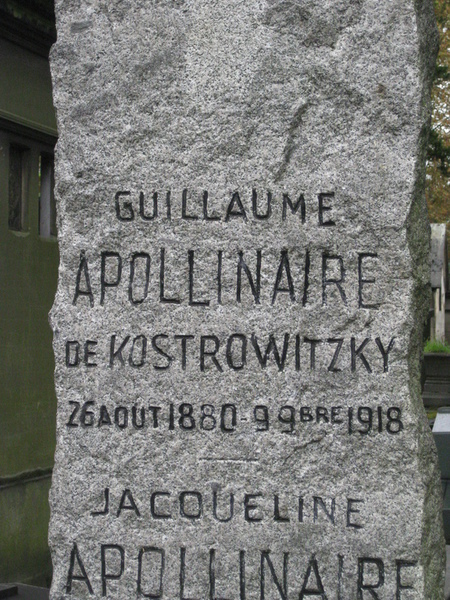 GUILLAUME
APOLLINAIRE
DE KOSTROWITZKY
26 AOUT 1880-9 9BRE 1918
JACQUELINE
APOLLINAIRE